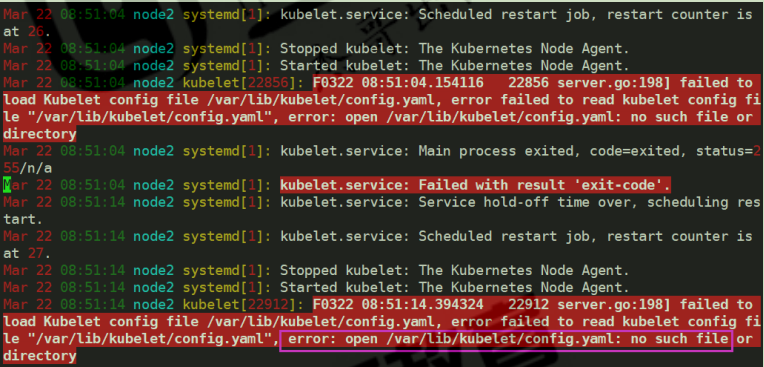 Mar 22 08:51:04 node2 systemd[1]: kubelet.service: Scheduled restart job, restart counter is
at 26.
Mar 22 08:51:04 node2 systemd[1]: Stopped kubelet: The Kubernetes Node Agent.
Mar 22 08:51:04 node2 systemd[1]: Started kubelet: The Kubernetes Node Agent.
Mar 22 08:51:04 node2 kubelet[22856]: F0322 08:51:04.154116   22856 server.go:198] failed to
load Kubelet config file /var/lib/kubelet/config.yaml, error failed to read kubelet config fi
le "/var/lib/kubelet/config.yaml", error: open /var/lib/kubelet/config.yaml: no such file or
directory
Mar 22 08:51:04 node2 systemd[1]: kubelet.service: Main process exited, code=exited, status=2
55/n/a
Mar 22 08:51:04 node2 systemd[1]: kubelet.service: Failed with result 'exit-code'.
Mar 22 08:51:14 node2 systemd[1]: kubelet.service: Service hold-off time over, scheduling res
tart.
Mar 22 08:51:14 node2 systemd[1]: kubelet.service: Scheduled restart job, restart counter is
at 27.
Mar 22 08:51:14 node2 systemd[1]: Stopped kubelet: The Kubernetes Node Agent.
Mar 22 08:51:14 node2 systemd[1]: Started kubelet: The Kubernetes Node Agent.
Mar 22 08:51:14 node2 kubelet[22912]: F0322 08:51:14.394324   22912 server.go:198] failed to
load Kubelet config file /var/lib/kubelet/config.yaml, error failed to read kubelet config fi
le "/var/lib/kubelet/config.yaml", error: open /var/lib/kubelet/config.yaml: no such file or
directory